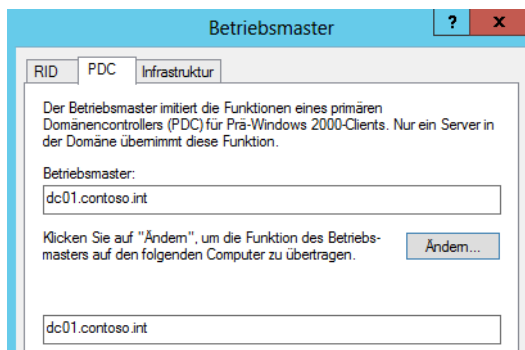 Betriebsmaster
? x
RID PDC Infrastruktur
Der Betriebsmaster imitiert die Funktionen eines primären
Domänencontrollers (PDC) für Prä-Windows 2000-Clients. Nur ein Server in
der Domäne übernimmt diese Funktion.
Betriebsmaster:
dc01.contoso.int
Klicken Sie auf "Ändern", um die Funktion des Betriebs-
masters auf den folgenden Computer zu übertragen.
Ändern...
dc01.contoso.int